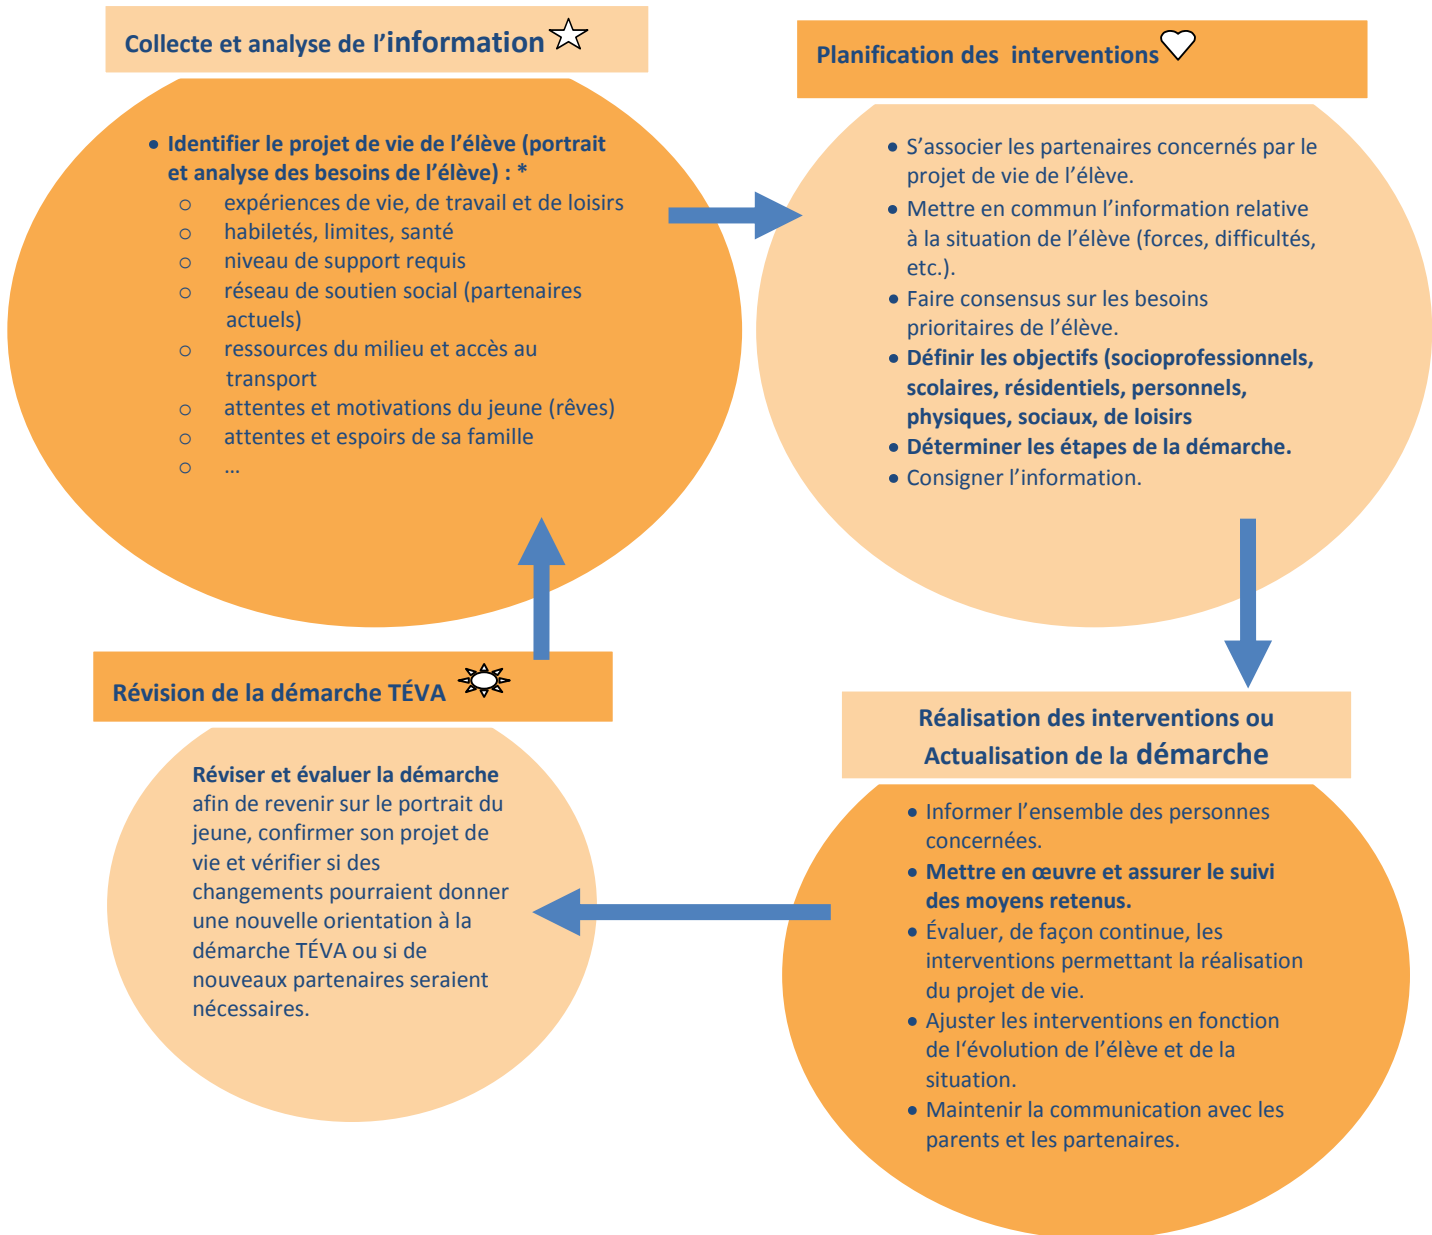 Collecte et analyse de l’information
• Identifier le projet de vie de l’élève (portrait
et analyse des besoins de l’élève) : *
o expériences de vie, de travail et de loisirs
o habiletés, limites, santé
o niveau de support requis
o réseau de soutien social (partenaires
actuels)
o ressources du milieu et accès au
transport
o attentes et motivations du jeune (rêves)
o attentes et espoirs de sa famille
o …
Planification des interventions
• S’associer les partenaires concernés par le
projet de vie de l’élève.
• Mettre en commun l’information relative
à la situation de l’élève (forces, difficultés,
etc.).
• Faire consensus sur les besoins
prioritaires de l’élève.
• Définir les objectifs (socioprofessionnels,
scolaires, résidentiels, personnels,
physiques, sociaux, de loisirs
• Déterminer les étapes de la démarche.
• Consigner l’information.
Réalisation des interventions ou
Actualisation de la démarche
• Informer l’ensemble des personnes
concernées.
• Mettre en œuvre et assurer le suivi
des moyens retenus.
• Évaluer, de façon continue, les
interventions permettant la réalisation
du projet de vie.
• Ajuster les interventions en fonction
de l‘évolution de l’élève et de la
situation.
• Maintenir la communication avec les
parents et les partenaires.
Révision de la démarche TÉVA
Réviser et évaluer la démarche
afin de revenir sur le portrait du
jeune, confirmer son projet de
vie et vérifier si des
changements pourraient donner
une nouvelle orientation à la
démarche TÉVA ou si de
nouveaux partenaires seraient
nécessaires.